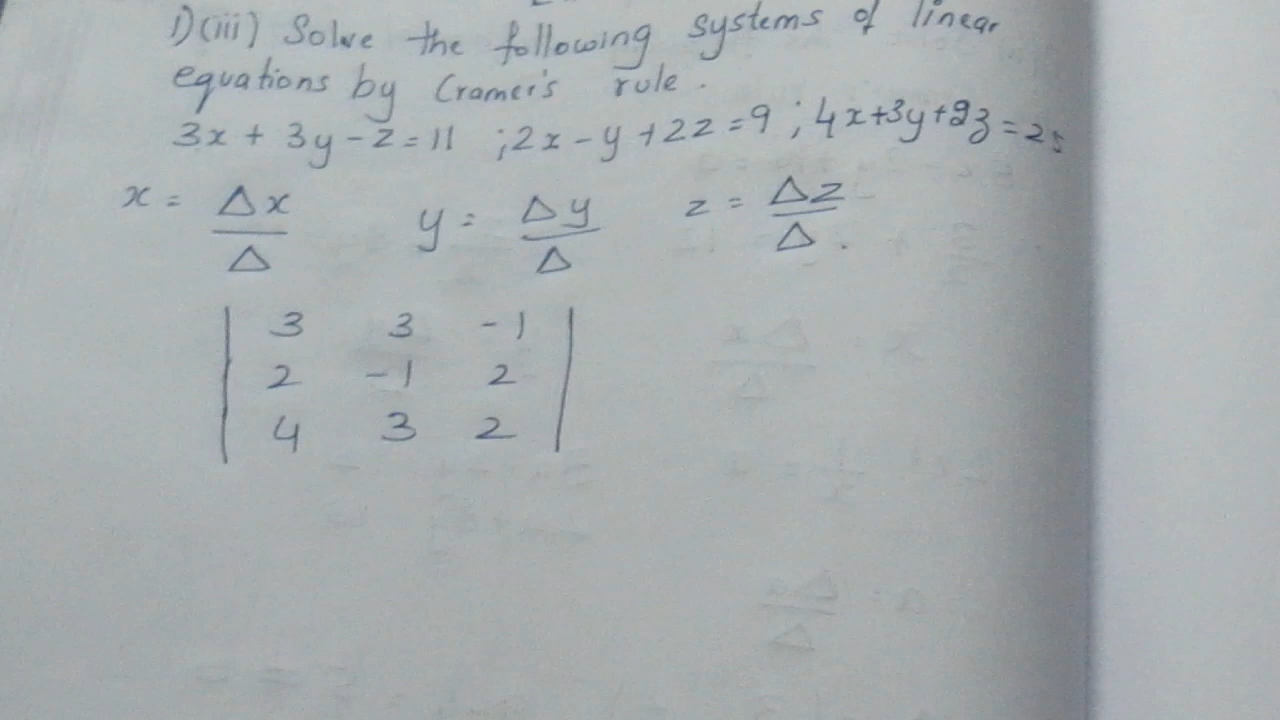 1)(iii) Solve the following systems of linear
equations by Cramer's rule.
3x + 3y - z = 11 ; 2x - y + 2z = 9 ; 4x + 3y + 2z = 25
x = Δx/Δ y = Δy/Δ z = Δz/Δ.
| 3 3 -1 |
| 2 -1 2 |
| 4 3 2 |